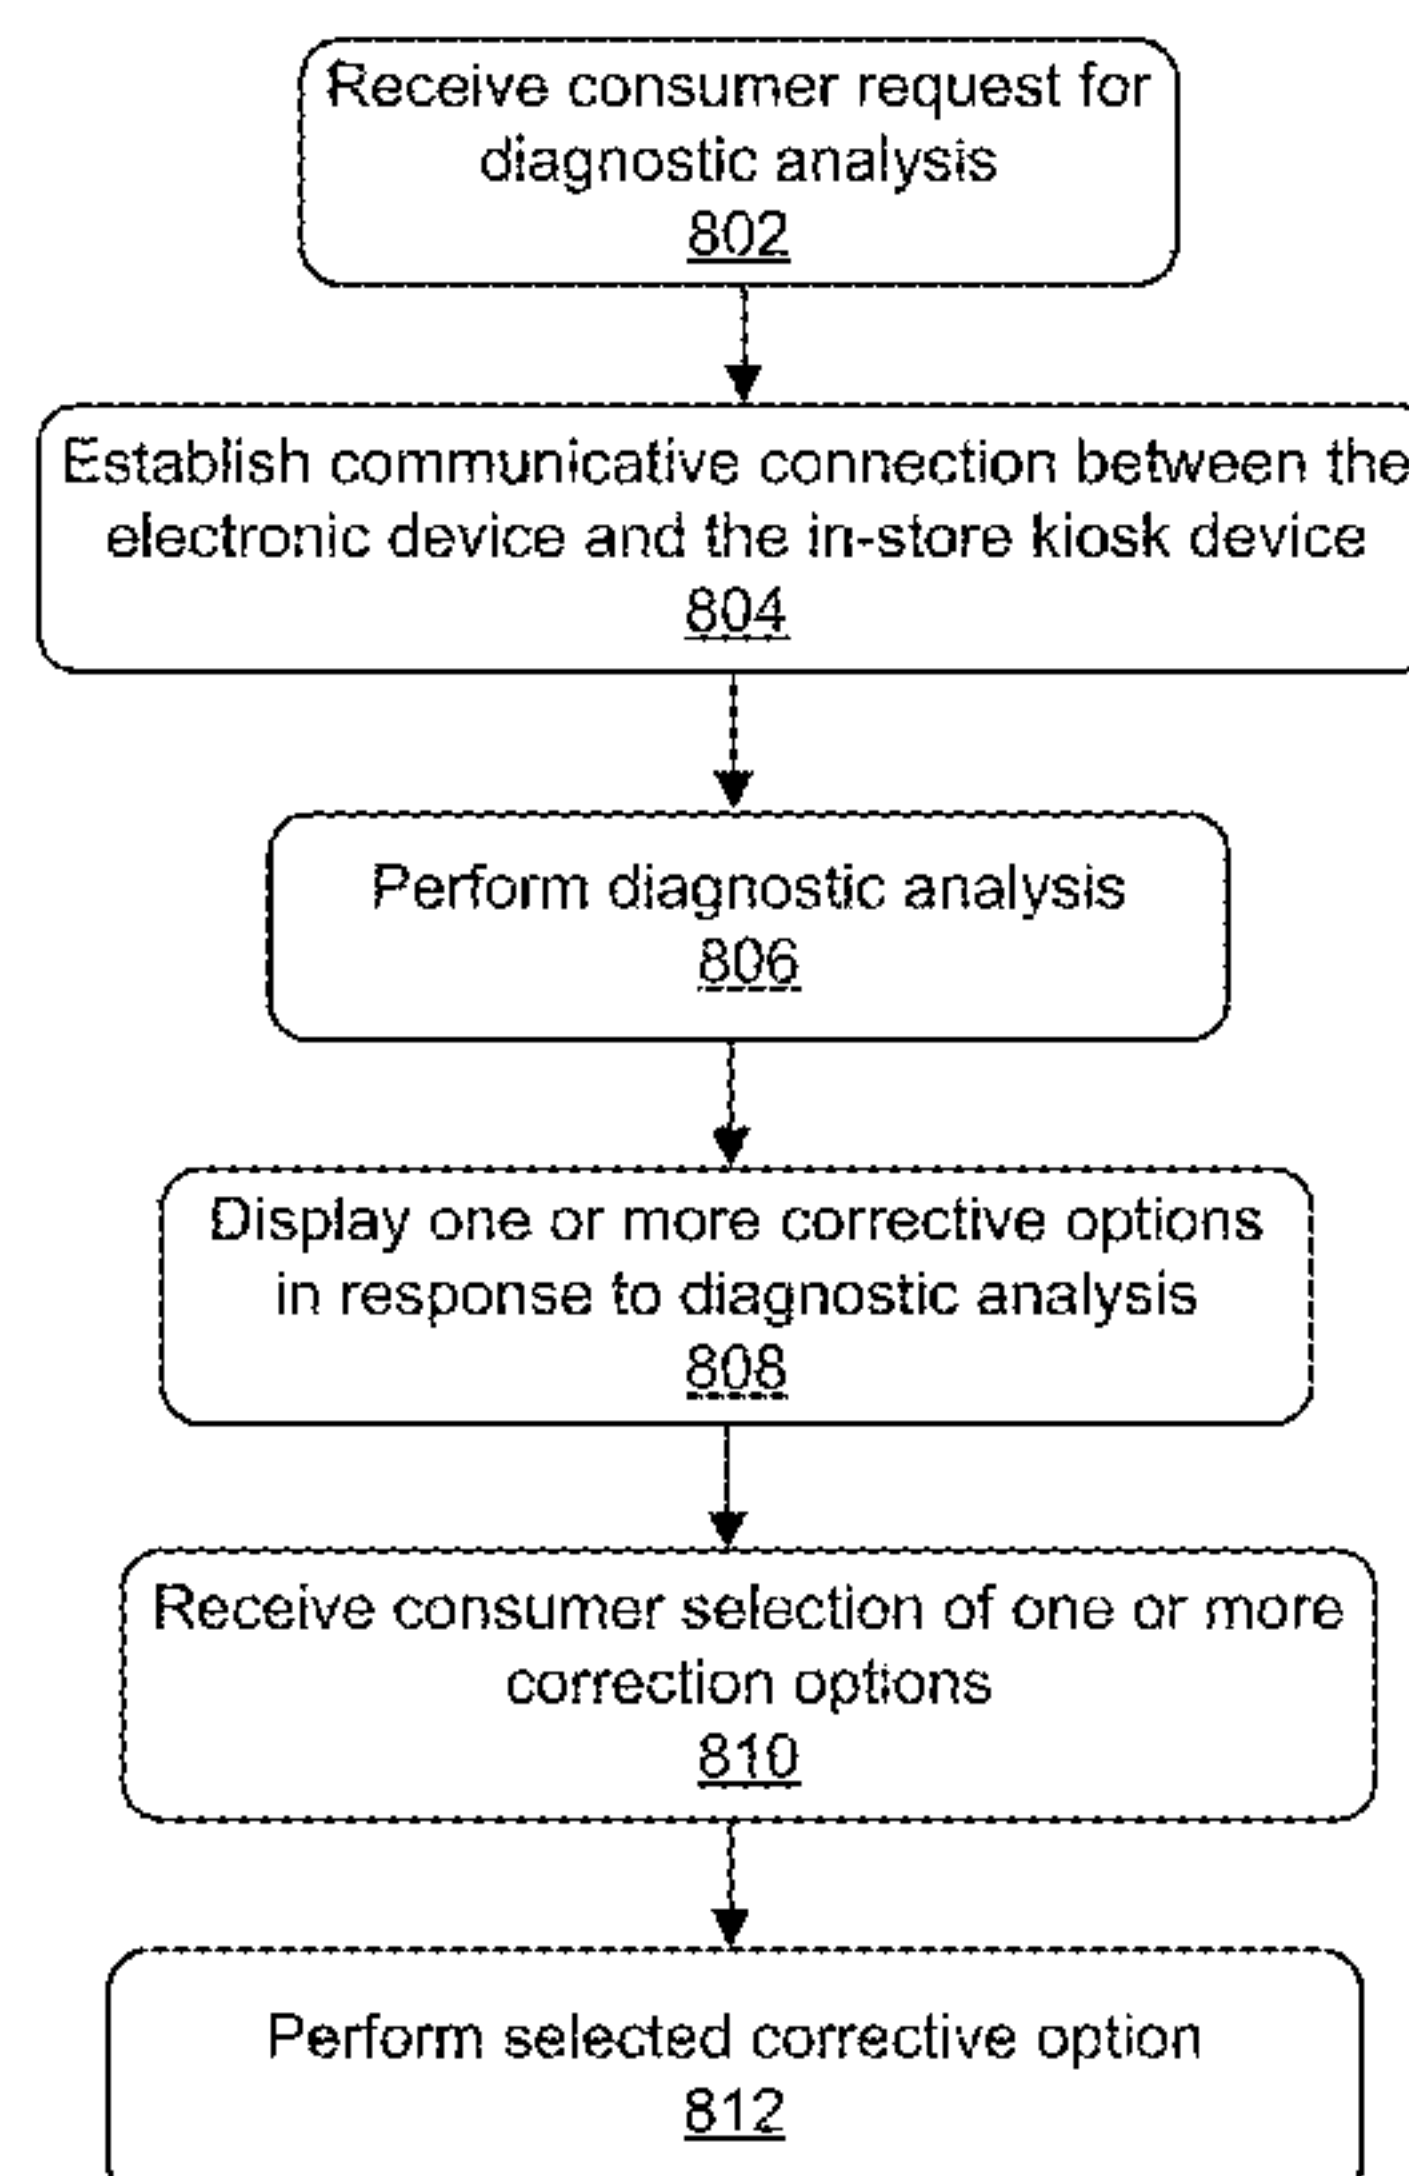 Receive consumer request for
diagnostic analysis
802
Establish communicative connection between the
electronic device and the in-store kiosk device
804
Perform diagnostic analysis
806
Display one or more corrective options
in response to diagnostic analysis
808
Receive consumer selection of one or more
correction options
810
Perform selected corrective option
812